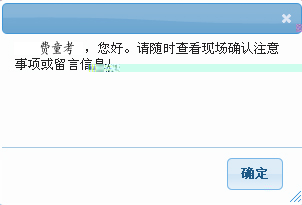 费童考 ，您好。请随时查看现场确认注意
事项或留言信息！
确定